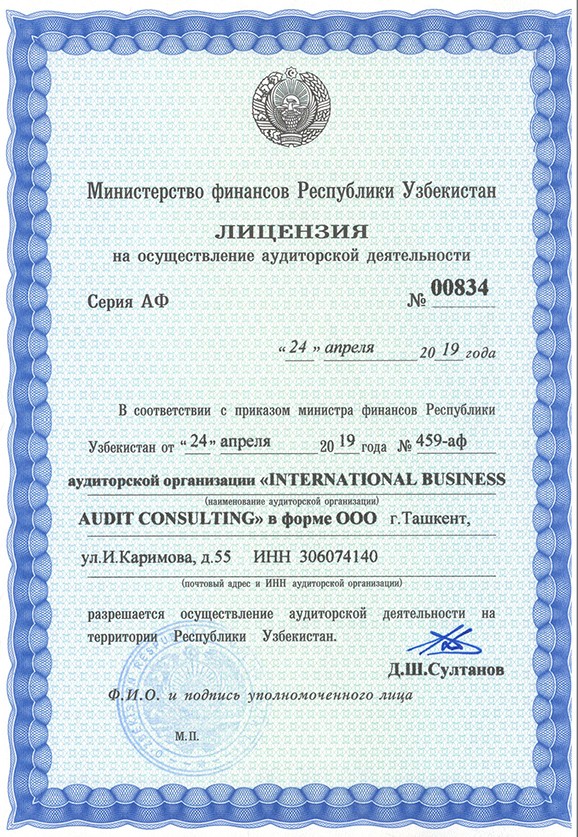 Министерство финансов Республики Узбекистан
ЛИЦЕНЗИЯ
на осуществление аудиторской деятельности
Серия АФ № 00834
“ 24 ” апреля 20 19 года
В соответствии с приказом министра финансов Республики
Узбекистан от “ 24 ” апреля 20 19 года № 459-аф
аудиторской организации «INTERNATIONAL BUSINESS
(наименование аудиторской организации)
AUDIT CONSULTING» в форме ООО г.Ташкент,
ул.И.Каримова, д.55 ИНН 306074140
(почтовый адрес и ИНН аудиторской организации)
разрешается осуществление аудиторской деятельности на
территории Республики Узбекистан.
Д.Ш.Султанов
Ф.И.О. и подпись уполномоченного лица
М.П.